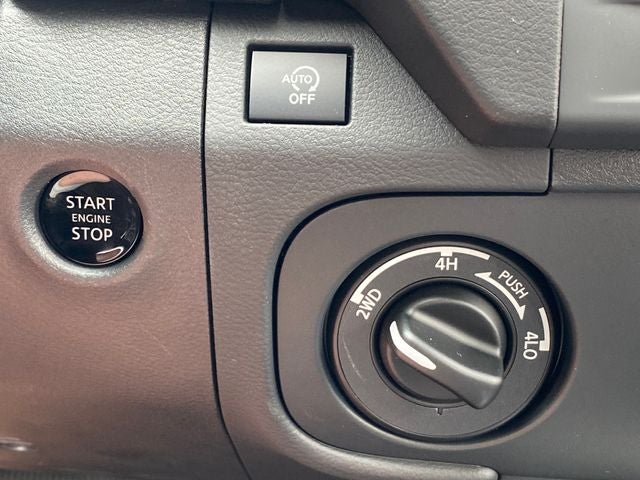 AUTO
OFF
START
ENGINE
STOP
2WD
4H
PUSH
4LO